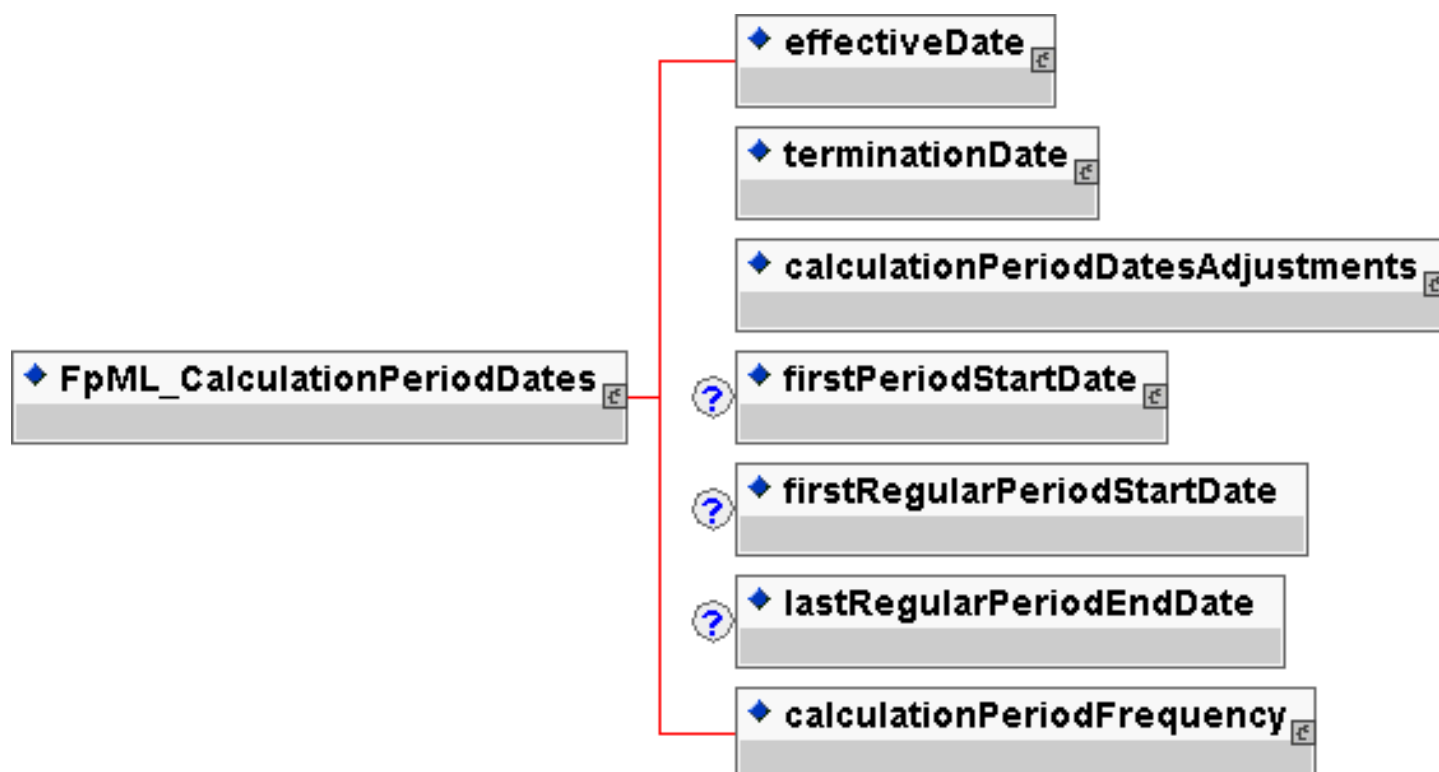 effectiveDate
terminationDate
calculationPeriodDatesAdjustments
FpML_CalculationPeriodDates
? firstPeriodStartDate
? firstRegularPeriodStartDate
? lastRegularPeriodEndDate
calculationPeriodFrequency